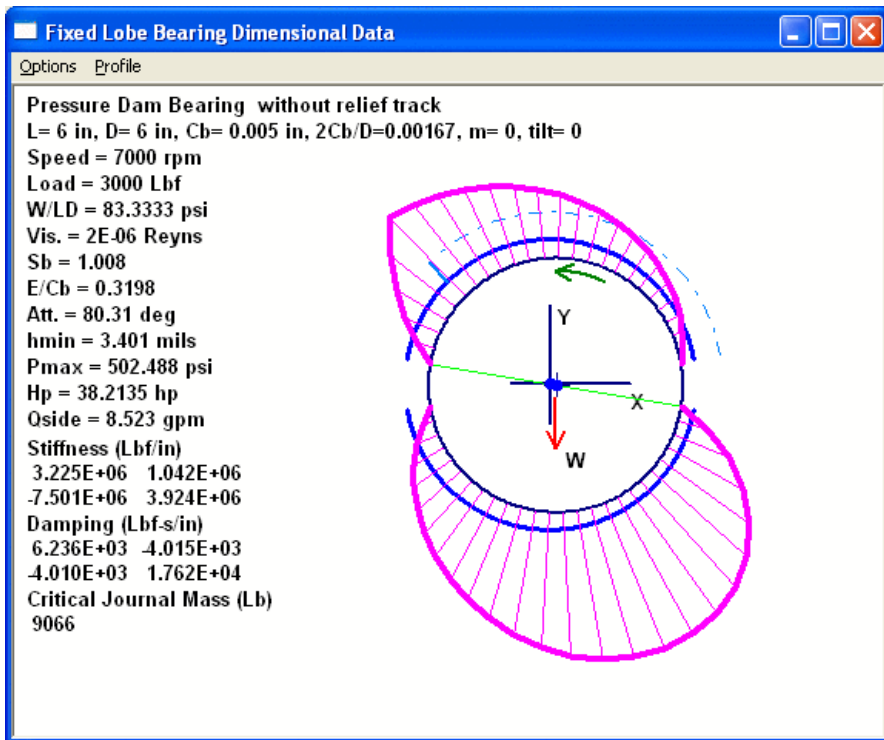 Fixed Lobe Bearing Dimensional Data
Options Profile
Pressure Dam Bearing without relief track
L= 6 in, D= 6 in, Cb= 0.005 in, 2Cb/D=0.00167, m= 0, tilt= 0
Speed = 7000 rpm
Load = 3000 Lbf
W/LD = 83.3333 psi
Vis. = 2E-06 Reyns
Sb = 1.008
E/Cb = 0.3198
Att. = 80.31 deg
hmin = 3.401 mils
Pmax = 502.488 psi
Hp = 38.2135 hp
Qside = 8.523 gpm
Stiffness (Lbf/in)
3.225E+06 1.042E+06
-7.501E+06 3.924E+06
Damping (Lbf-s/in)
6.236E+03 -4.015E+03
-4.010E+03 1.762E+04
Critical Journal Mass (Lb)
9066
Y
X
W